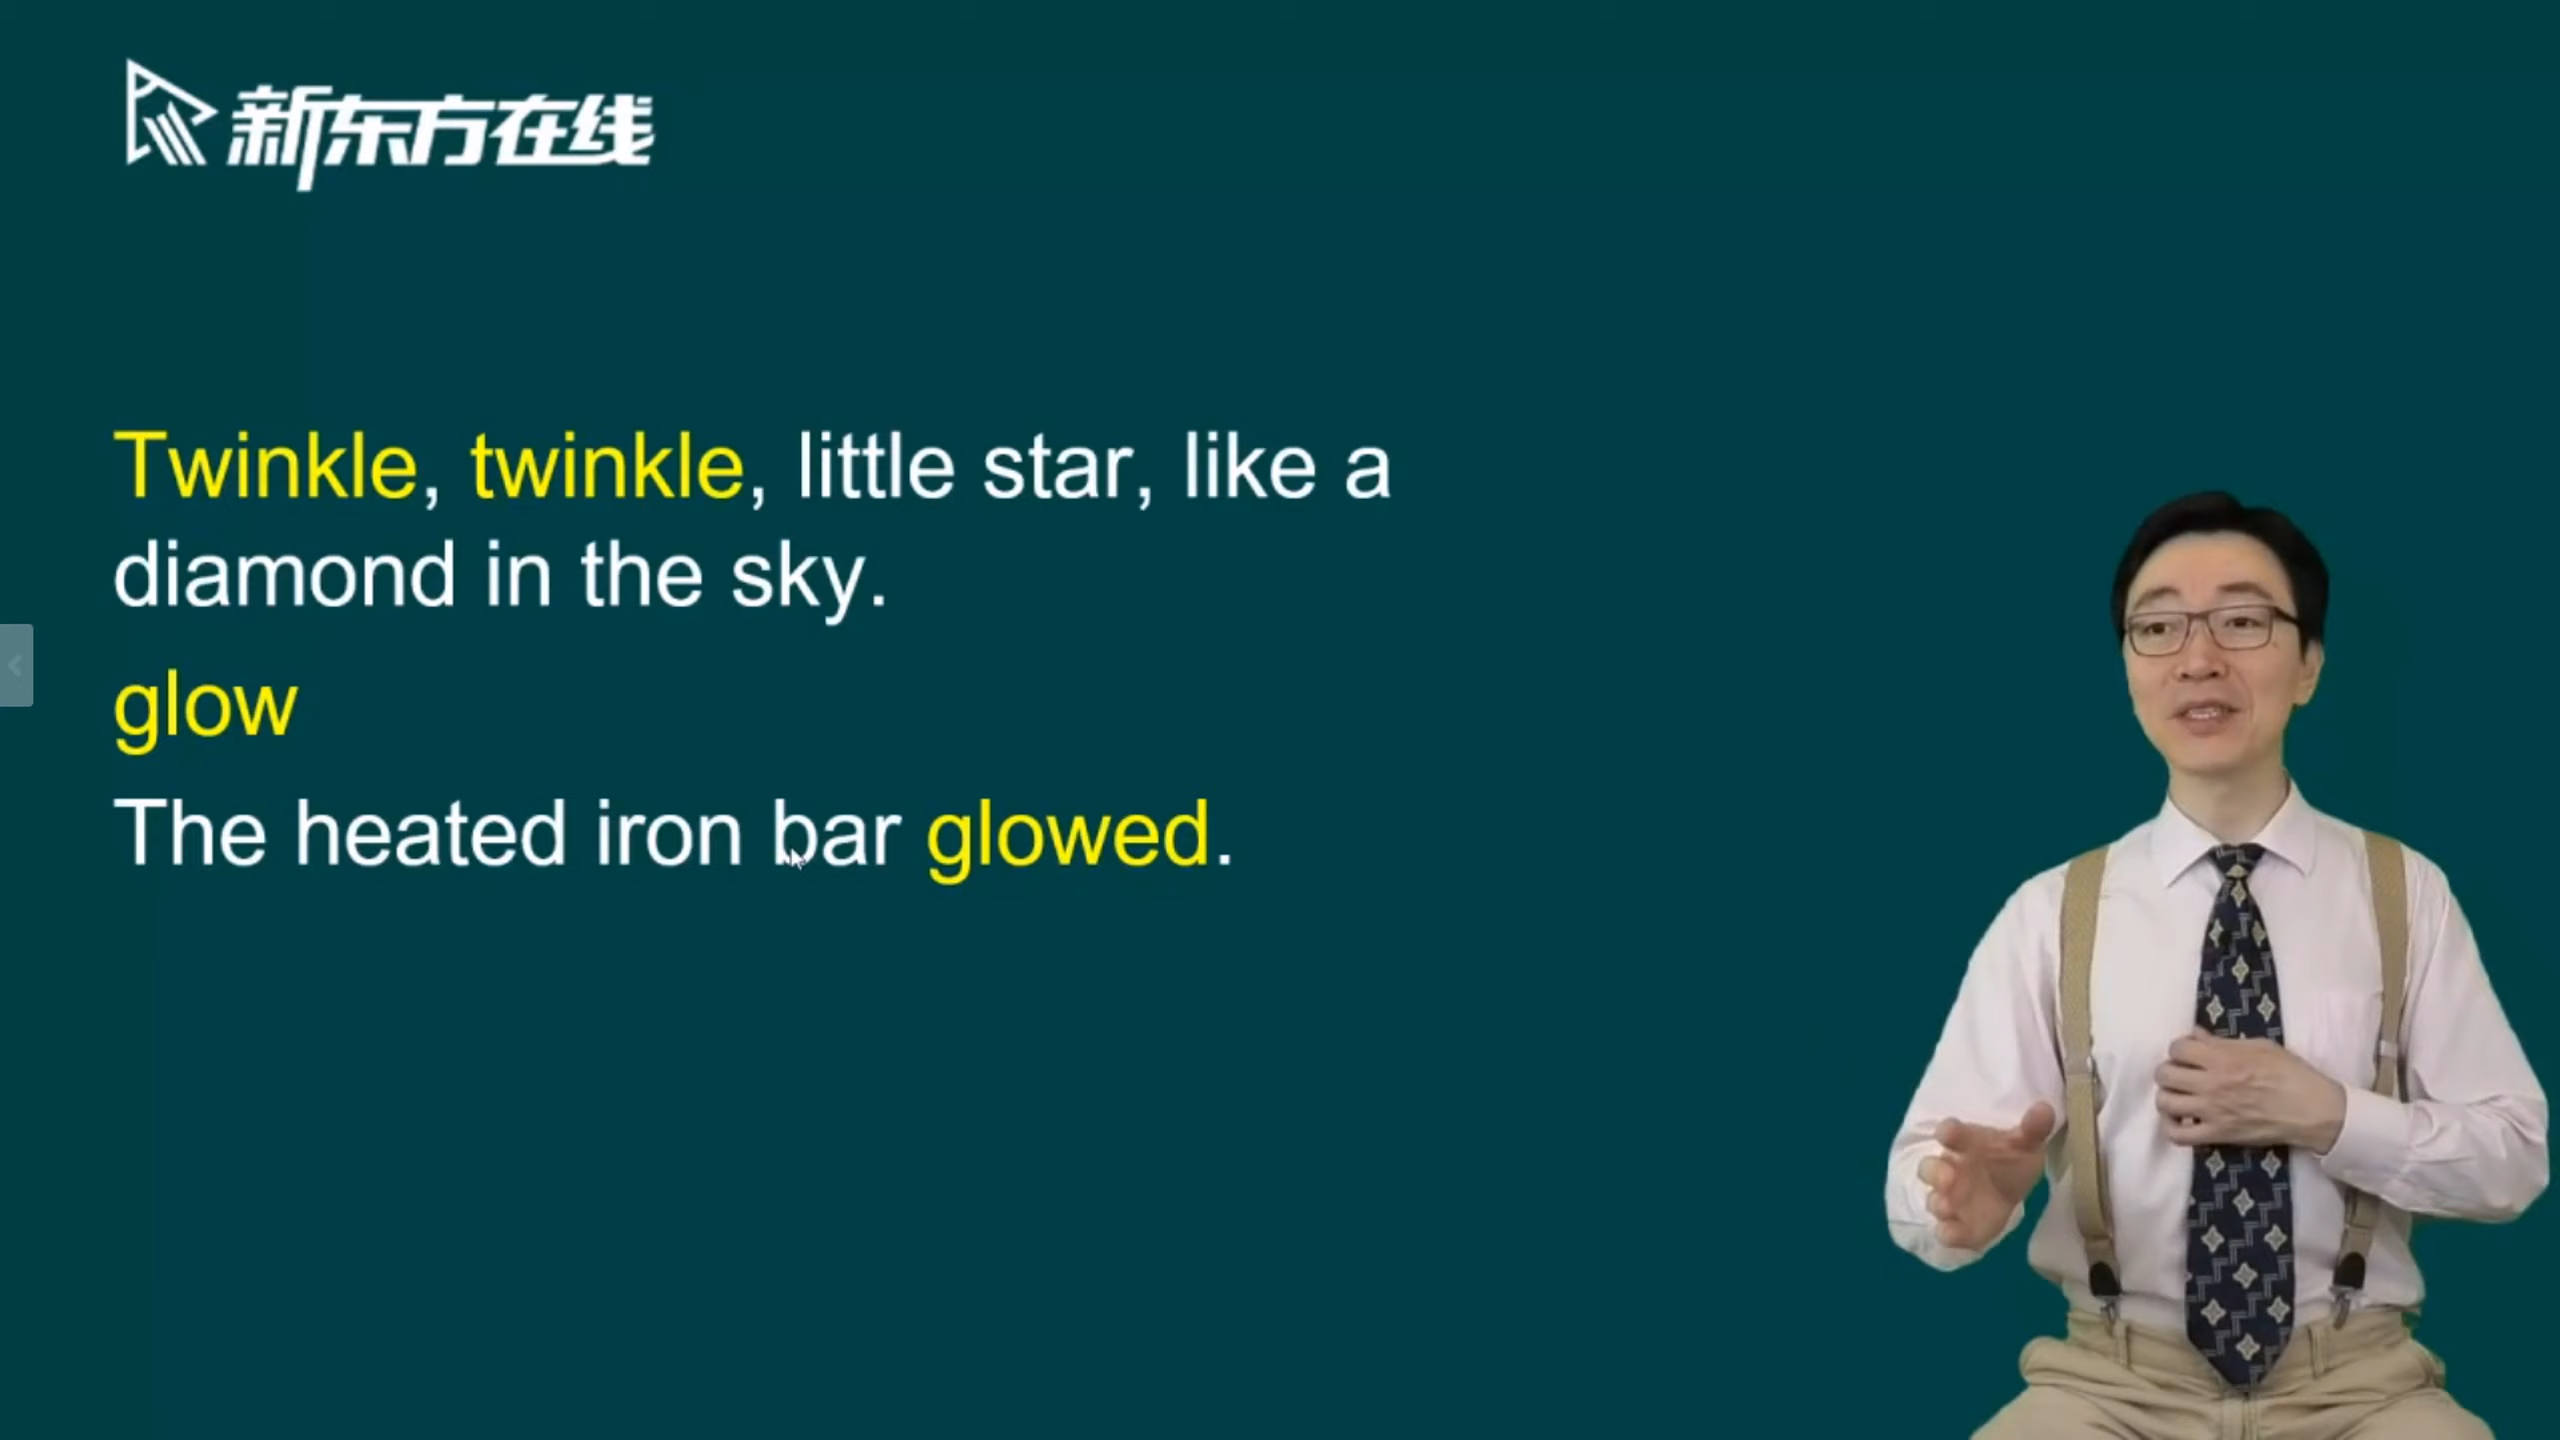 新东方在线
Twinkle, twinkle, little star, like a
diamond in the sky.
glow
The heated iron bar glowed.